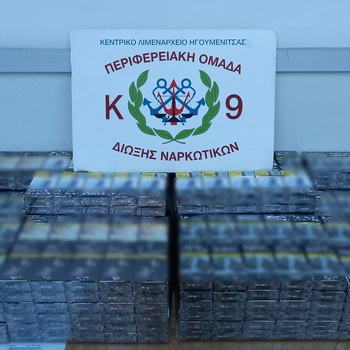 ΚΕΝΤΡΙΚΟ ΛΙΜΕΝΑΡΧΕΙΟ ΗΓΟΥΜΕΝΙΤΣΑΣ
ΠΕΡΙΦΕΡΕΙΑΚΗ ΟΜΑΔΑ
Κ 9
ΔΙΩΞΗΣ ΝΑΡΚΩΤΙΚΩΝ